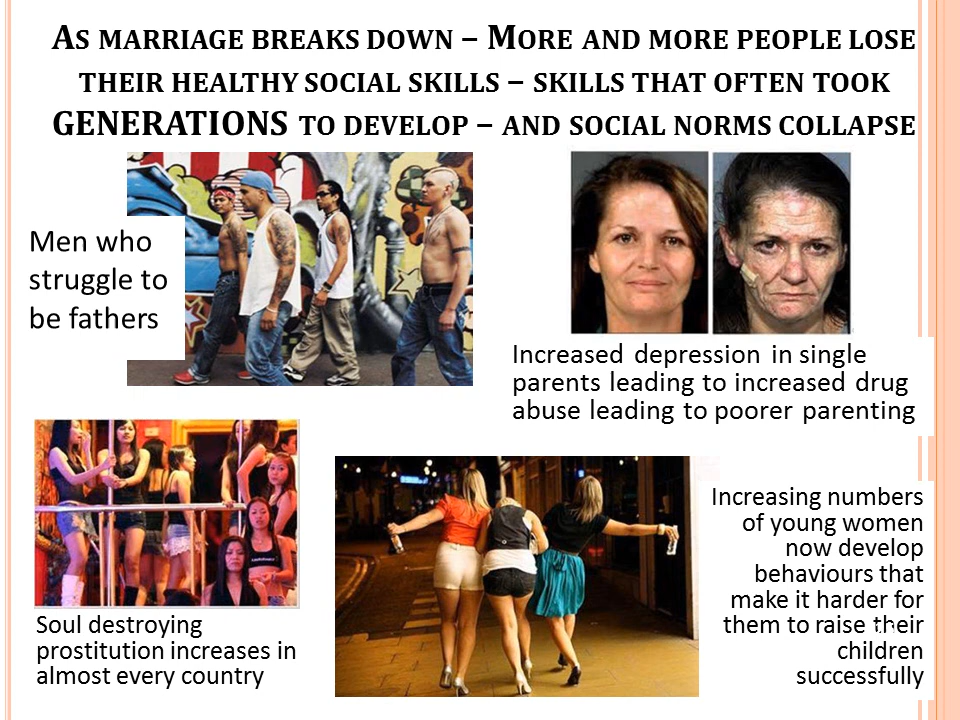 As marriage breaks down – More and more people lose
their healthy social skills – skills that often took
GENERATIONS to develop – and social norms collapse
Men who
struggle to
be fathers
Increased depression in single
parents leading to increased drug
abuse leading to poorer parenting
Soul destroying
prostitution increases in
almost every country
Increasing numbers
of young women
now develop
behaviours that
make it harder for
them to raise their
children
successfully